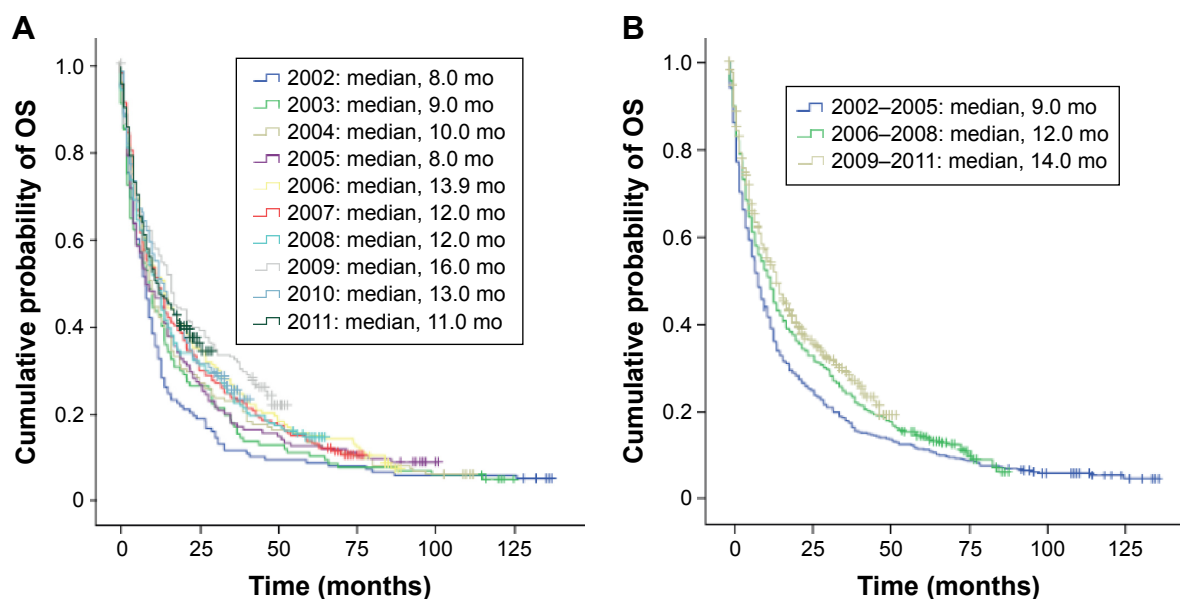 A
Cumulative probability of OS
1.0
0.8
0.6
0.4
0.2
0
2002: median, 8.0 mo
2003: median, 9.0 mo
2004: median, 10.0 mo
2005: median, 8.0 mo
2006: median, 13.9 mo
2007: median, 12.0 mo
2008: median, 12.0 mo
2009: median, 16.0 mo
2010: median, 13.0 mo
2011: median, 11.0 mo
0 25 50 75 100 125
Time (months)
B
Cumulative probability of OS
1.0
0.8
0.6
0.4
0.2
0
2002–2005: median, 9.0 mo
2006–2008: median, 12.0 mo
2009–2011: median, 14.0 mo
0 25 50 75 100 125
Time (months)